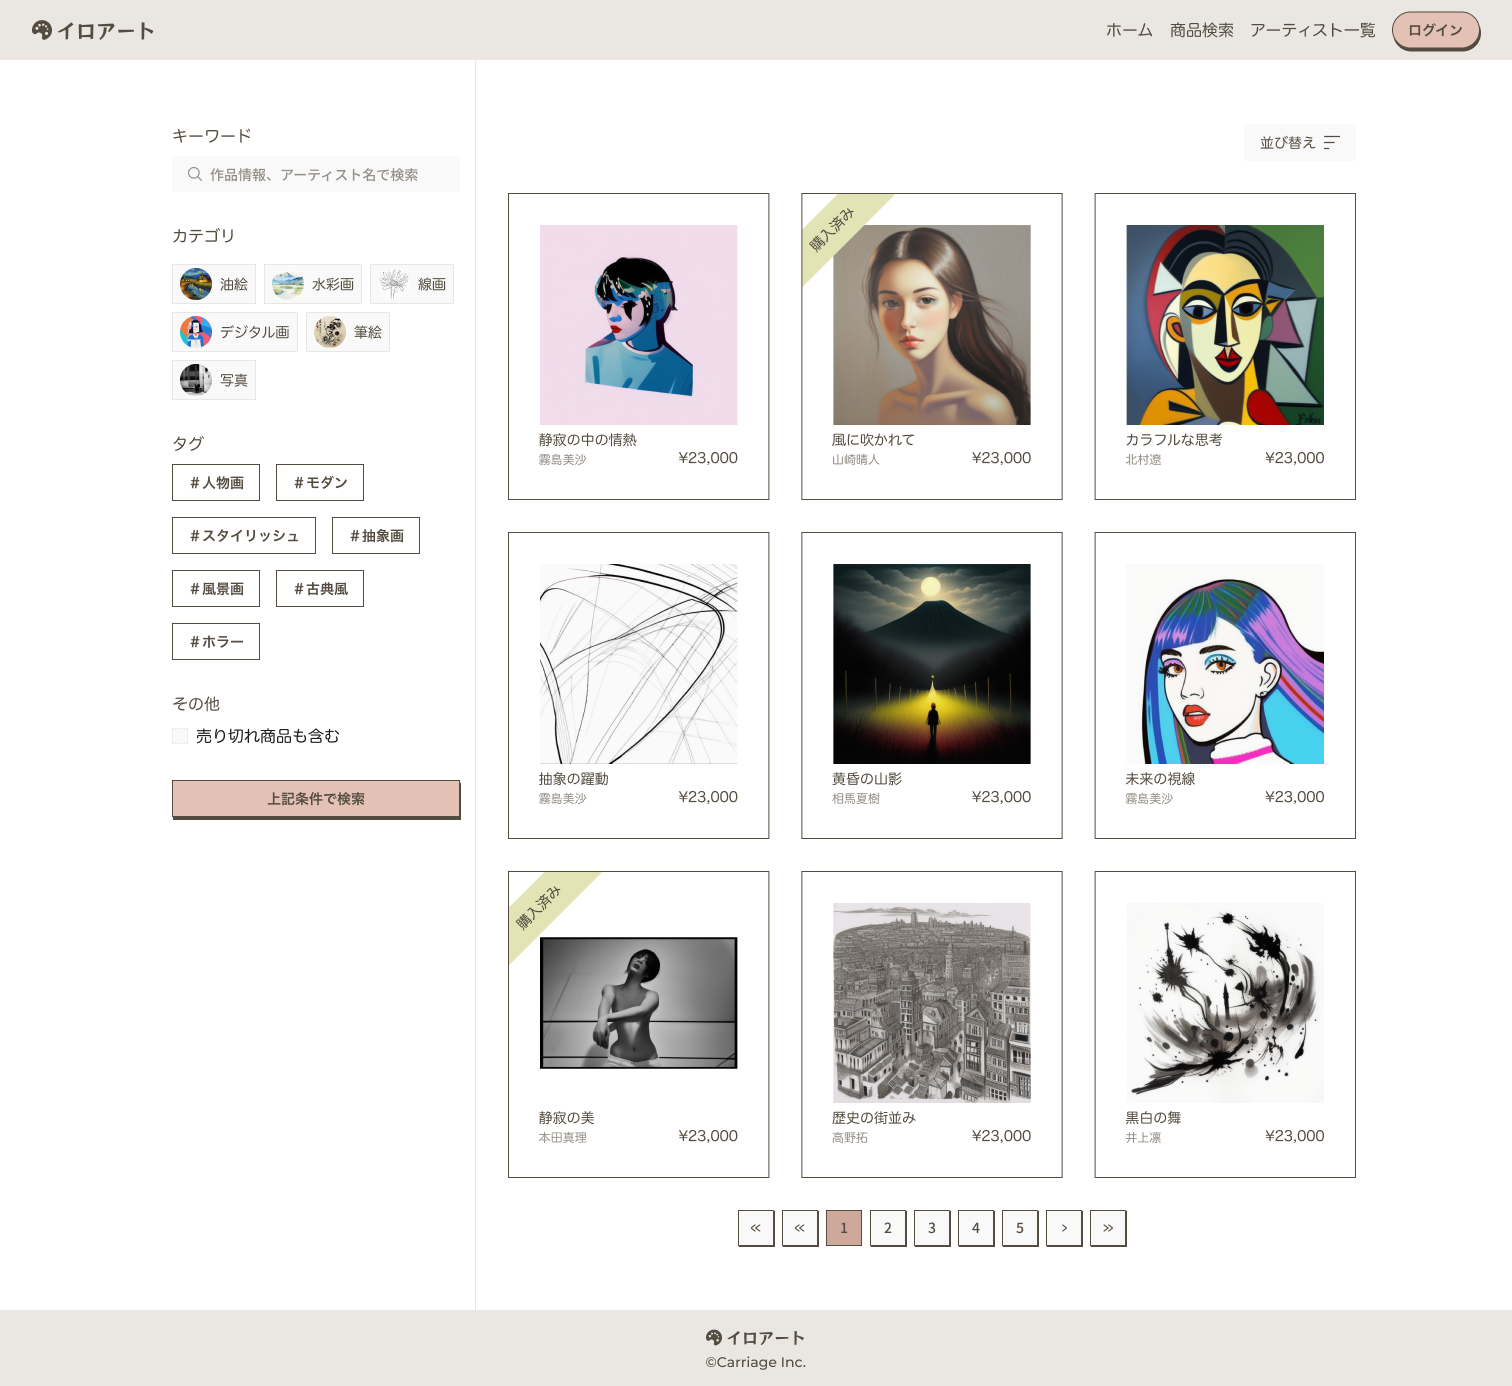 イロアート
ホーム 商品検索 アーティスト一覧 ログイン
キーワード
作品情報、アーティスト名で検索
カテゴリ
油絵 水彩画 線画
デジタル画 筆絵
写真
タグ
#人物画 #モダン
#スタイリッシュ #抽象画
#風景画 #古典風
#ホラー
その他
売り切れ商品も含む
上記条件で検索
並び替え
静寂の中の情熱
霧島美沙 ¥23,000
購入済み
風に吹かれて
山崎晴人 ¥23,000
カラフルな思考
北村遼 ¥23,000
抽象の躍動
霧島美沙 ¥23,000
黄昏の山影
相馬夏樹 ¥23,000
未来の視線
霧島美沙 ¥23,000
購入済み
静寂の美
本田真理 ¥23,000
歴史の街並み
高野拓 ¥23,000
黒白の舞
井上凛 ¥23,000
« « 1 2 3 4 5 › »
イロアート
©Carriage Inc.